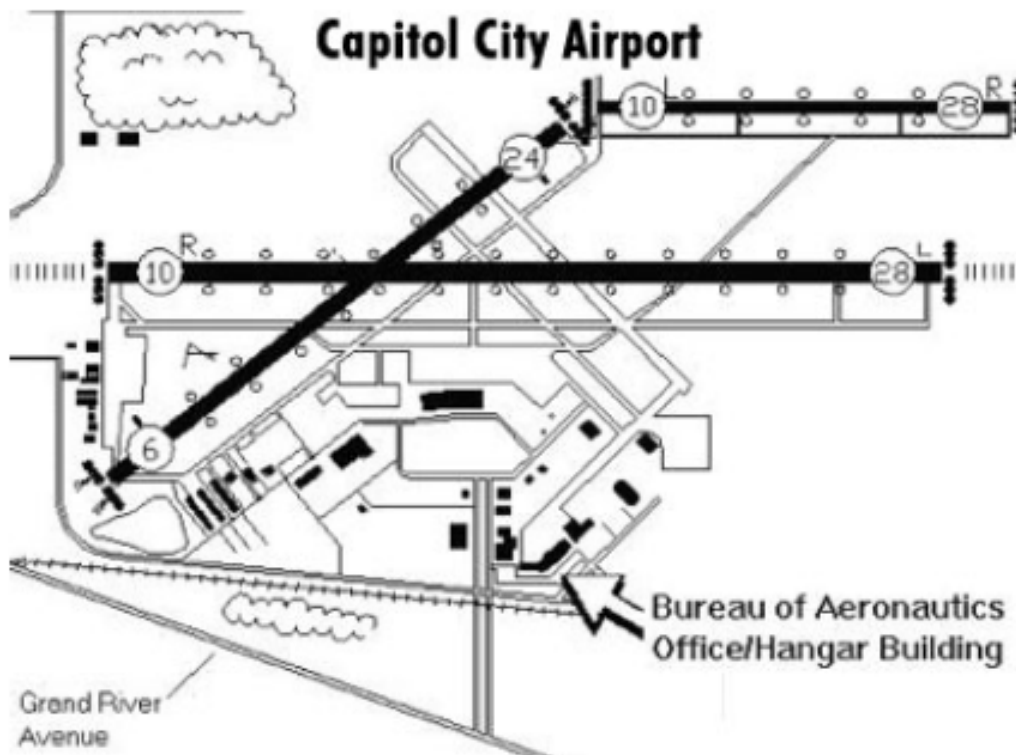 Capitol City Airport
10 L R 28
24
10 R L 28
6
Bureau of Aeronautics
Office/Hangar Building
Grand River
Avenue